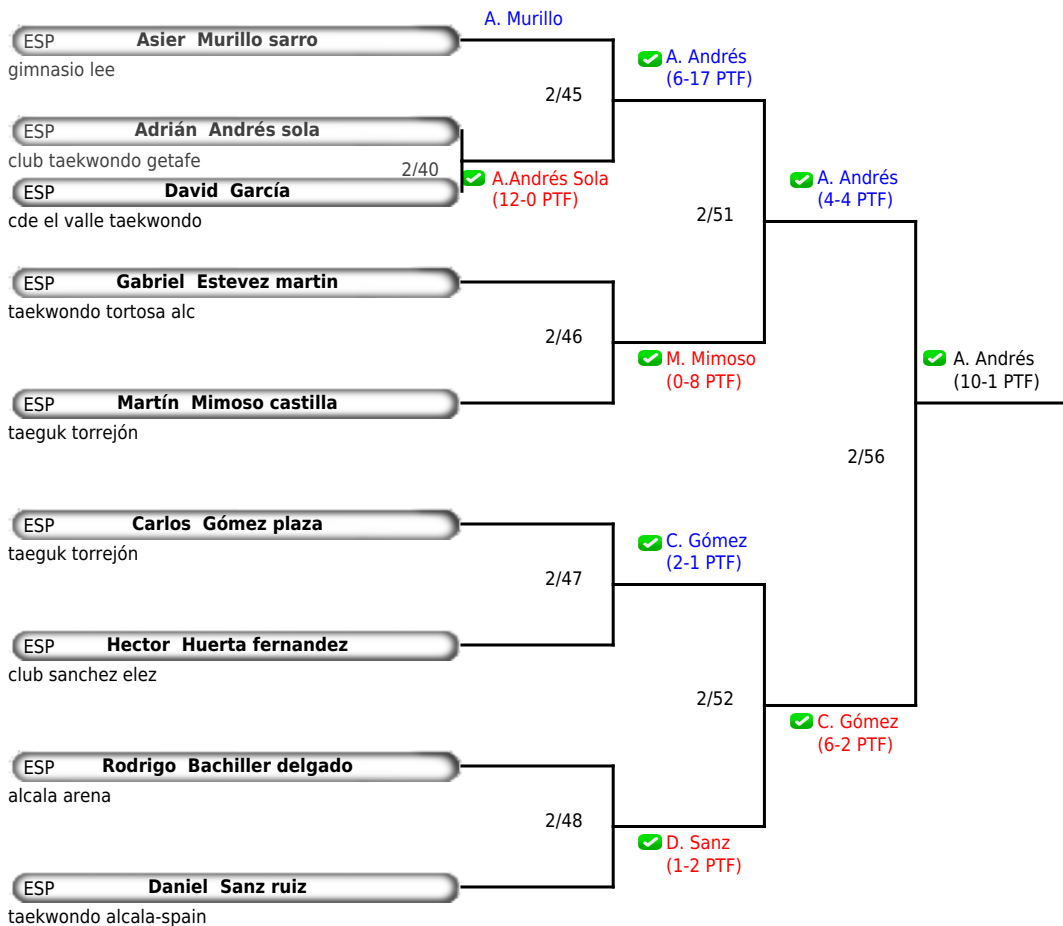 A. Murillo
ESP Asier Murillo sarro
gimnasio lee
A. Andrés
(6-17 PTF)
2/45
ESP Adrián Andrés sola
club taekwondo getafe
2/40
A.Andrés Sola
(12-0 PTF)
ESP David García
cde el valle taekwondo
A. Andrés
(4-4 PTF)
2/51
ESP Gabriel Estevez martin
taekwondo tortosa alc
2/46
M. Mimoso
(0-8 PTF)
A. Andrés
(10-1 PTF)
ESP Martín Mimoso castilla
taeguk torrejón
2/56
ESP Carlos Gómez plaza
taeguk torrejón
C. Gómez
(2-1 PTF)
2/47
ESP Hector Huerta fernandez
club sanchez elez
2/52
C. Gómez
(6-2 PTF)
ESP Rodrigo Bachiller delgado
alcala arena
2/48
D. Sanz
(1-2 PTF)
ESP Daniel Sanz ruiz
taekwondo alcala-spain